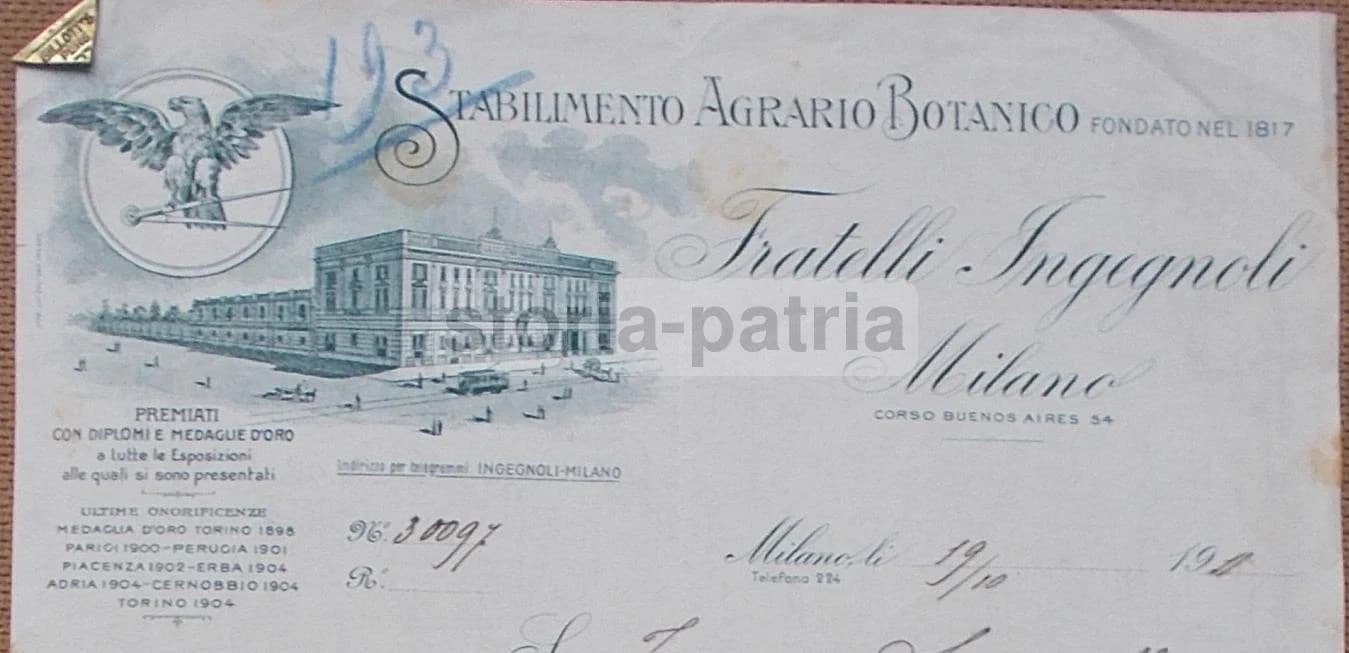 193
STABILIMENTO AGRARIO BOTANICO FONDATO NEL 1817
Fratelli Ingegnoli
storia-patria
Milano
CORSO BUENOS AIRES 54
PREMIATI
CON DIPLOMI E MEDAGLIE D'ORO
a tutte le Esposizioni
alle quali si sono presentati
Indirizzo per telegrammi: INGEGNOLI-MILANO
ULTIME ONORIFICENZE
MEDAGLIA D'ORO TORINO 1898
PARIGI 1900-PERUGIA 1901
PIACENZA 1902-ERBA 1904
ADRIA 1904-CERNOBBIO 1904
TORINO 1904
No. 30097
R.
Milano, li 19/10 19
Telefono 224